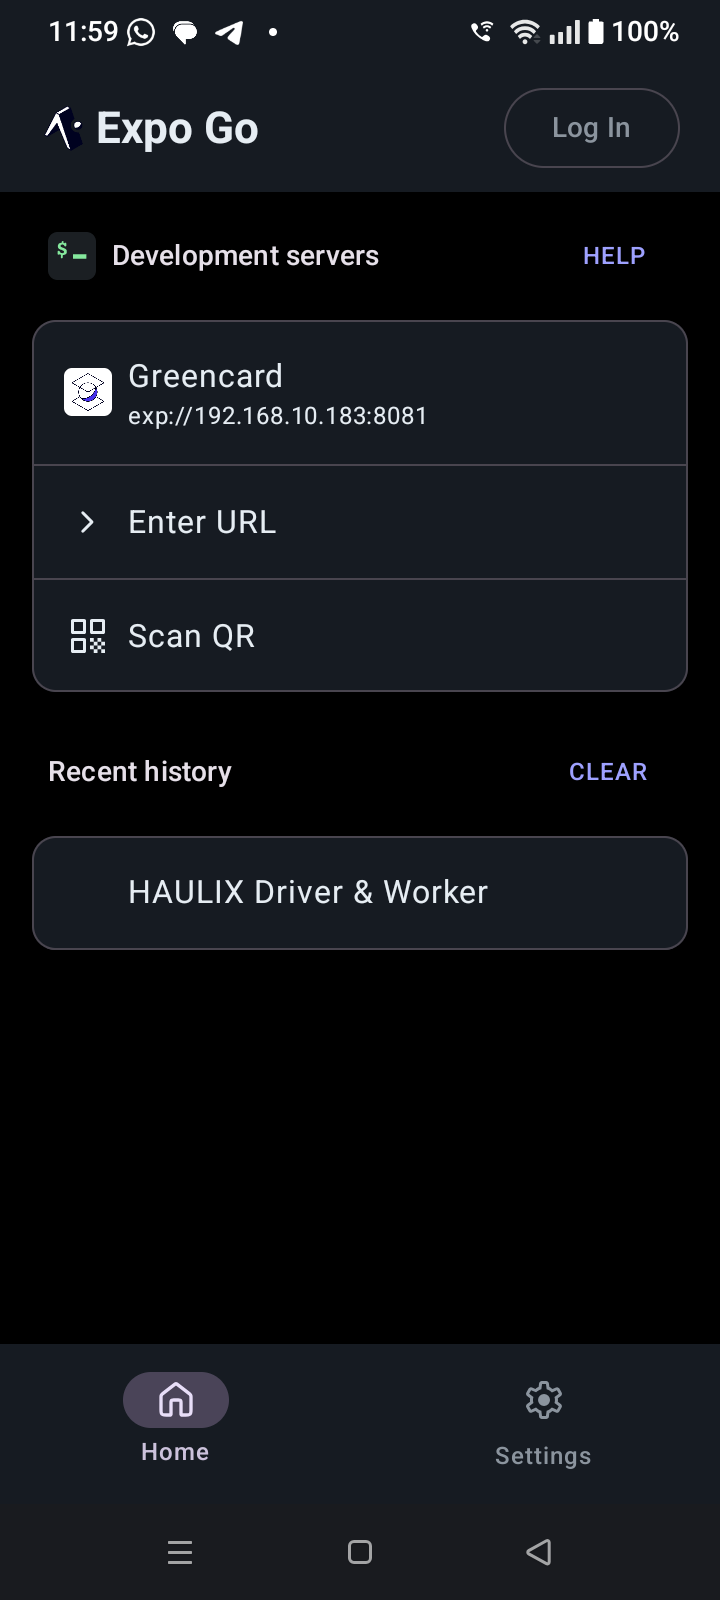 11:59
100%
Expo Go
Log In
$
Development servers
HELP
Greencard
exp://192.168.10.183:8081
Enter URL
Scan QR
Recent history
CLEAR
HAULIX Driver & Worker
Home
Settings